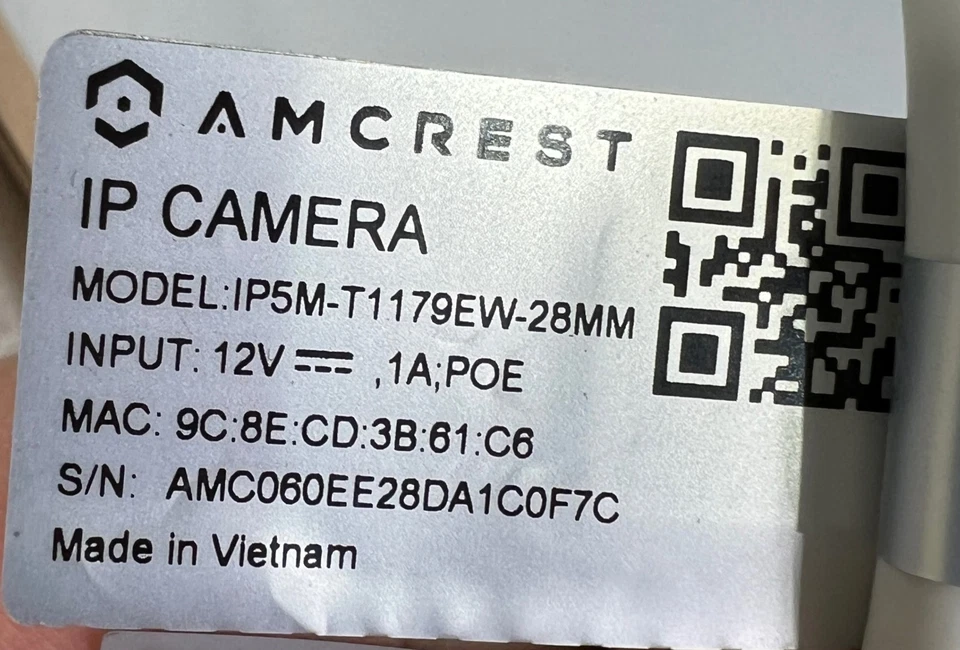 AMCREST
IP CAMERA
MODEL:IP5M-T1179EW-28MM
INPUT: 12V⎓ ,1A;POE
MAC: 9C:8E:CD:3B:61:C6
S/N: AMC060EE28DA1C0F7C
Made in Vietnam